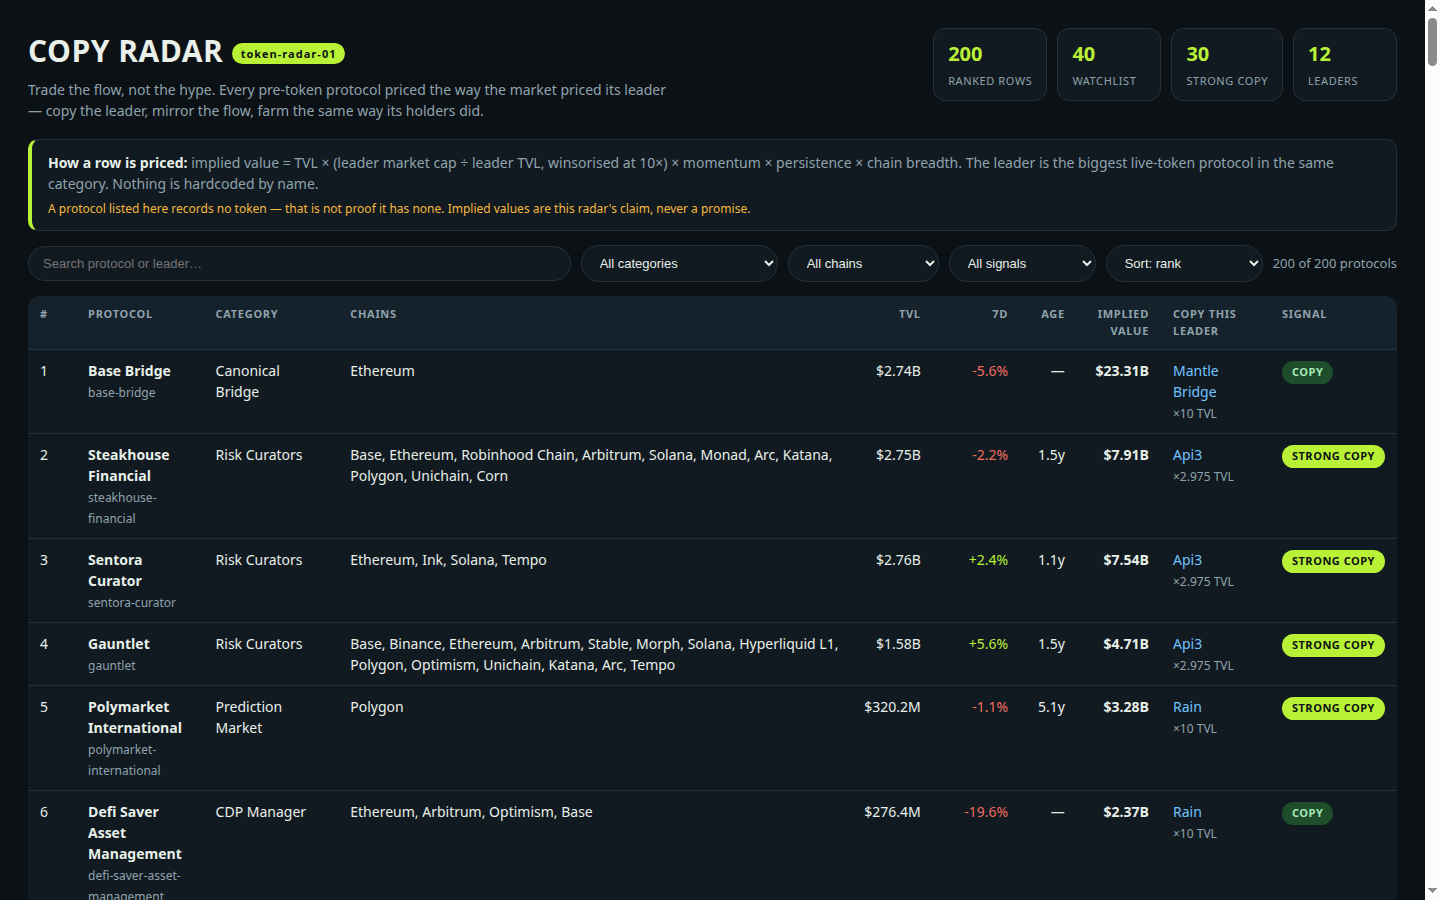 COPY RADAR token-radar-01
Trade the flow, not the hype. Every pre-token protocol priced the way the market priced its leader
— copy the leader, mirror the flow, farm the same way its holders did.
200
RANKED ROWS
40
WATCHLIST
30
STRONG COPY
12
LEADERS
How a row is priced: implied value = TVL × (leader market cap ÷ leader TVL, winsorised at 10×) × momentum × persistence × chain breadth. The leader is the biggest live-token protocol in the same
category. Nothing is hardcoded by name.
A protocol listed here records no token — that is not proof it has none. Implied values are this radar's claim, never a promise.
Search protocol or leader…
All categories
All chains
All signals
Sort: rank
200 of 200 protocols
# PROTOCOL CATEGORY CHAINS TVL 7D AGE IMPLIED COPY THIS SIGNAL
VALUE LEADER
1 Base Bridge Canonical Ethereum $2.74B -5.6% — $23.31B Mantle COPY
base-bridge Bridge Bridge
×10 TVL
2 Steakhouse Risk Curators Base, Ethereum, Robinhood Chain, Arbitrum, Solana, Monad, Arc, Katana, $2.75B -2.2% 1.5y $7.91B Api3 STRONG COPY
Financial Polygon, Unichain, Corn ×2.975 TVL
steakhouse-
financial
3 Sentora Risk Curators Ethereum, Ink, Solana, Tempo $2.76B +2.4% 1.1y $7.54B Api3 STRONG COPY
Curator ×2.975 TVL
sentora-curator
4 Gauntlet Risk Curators Base, Binance, Ethereum, Arbitrum, Stable, Morph, Solana, Hyperliquid L1, $1.58B +5.6% 1.5y $4.71B Api3 STRONG COPY
gauntlet Polygon, Optimism, Unichain, Katana, Arc, Tempo ×2.975 TVL
5 Polymarket Prediction Polygon $320.2M -1.1% 5.1y $3.28B Rain STRONG COPY
International Market ×10 TVL
polymarket-
international
6 Defi Saver CDP Manager Ethereum, Arbitrum, Optimism, Base $276.4M -19.6% — $2.37B Rain COPY
Asset ×10 TVL
Management
defi-saver-asset-
management